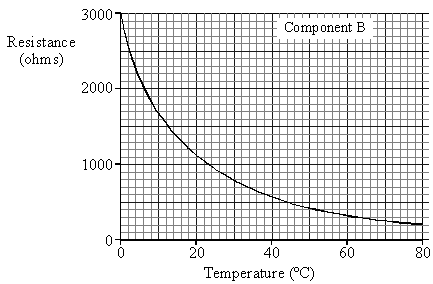 3000
Component B
Resistance
(ohms)
2000
1000
0
0 20 40 60 80
Temperature (ºC)